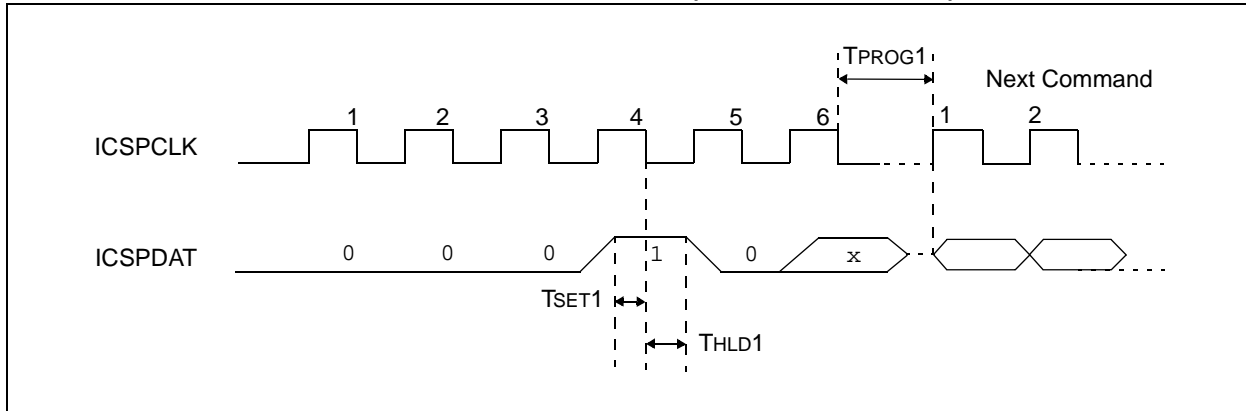 TPROG1
Next Command
1 2 3 4 5 6 1 2
ICSPCLK
ICSPDAT
0 0 0 1 0 x
TSET1
THLD1